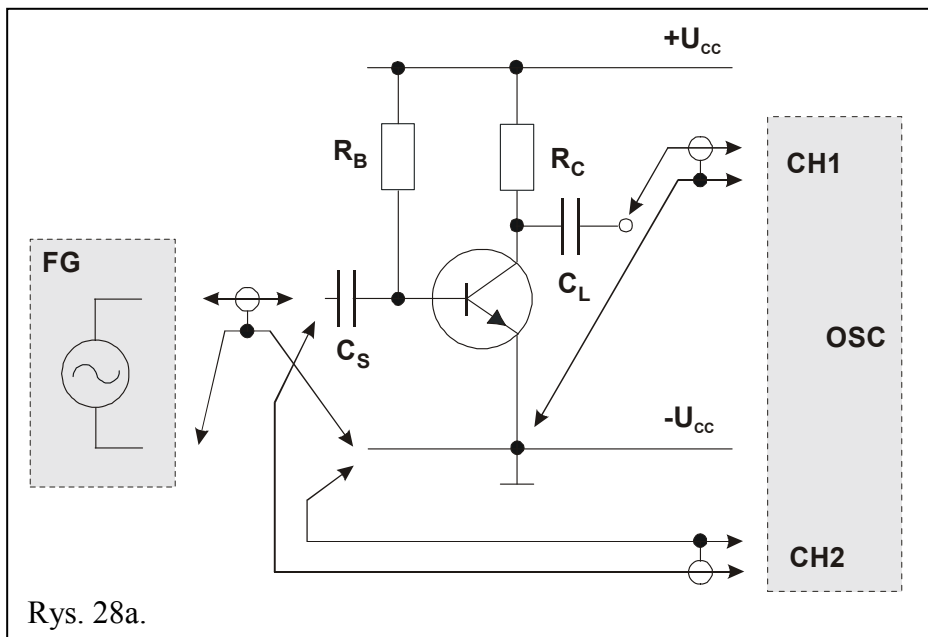 +Ucc
RB
RC
CH1
FG
CL
OSC
CS
-Ucc
CH2
Rys. 28a.